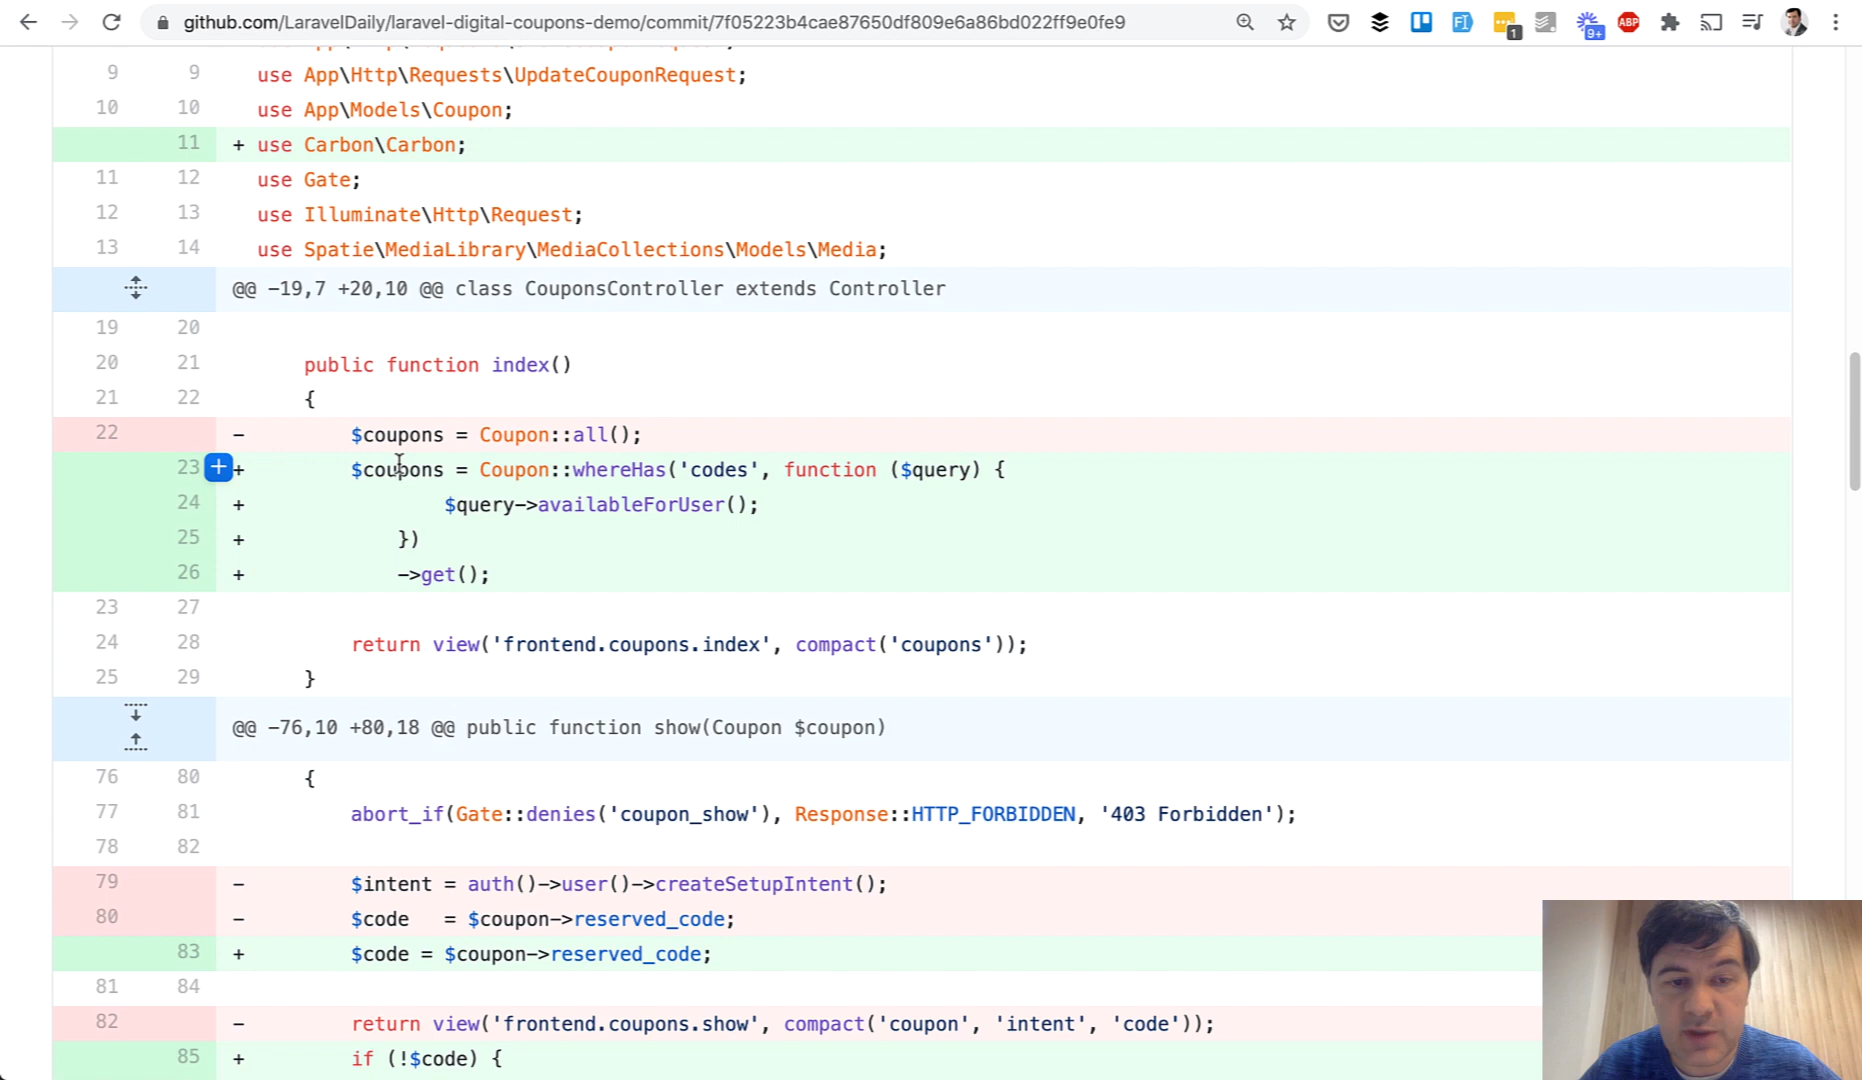 github.com/LaravelDaily/laravel-digital-coupons-demo/commit/7f05223b4cae87650df809e6a86bd022ff9e0fe9
1 9+ ABP
9 9 use App\Http\Requests\UpdateCouponRequest;
10 10 use App\Models\Coupon;
11 + use Carbon\Carbon;
11 12 use Gate;
12 13 use Illuminate\Http\Request;
13 14 use Spatie\MediaLibrary\MediaCollections\Models\Media;
@@ -19,7 +20,10 @@ class CouponsController extends Controller
19 20
20 21 public function index()
21 22 {
22 - $coupons = Coupon::all();
23 + $coupons = Coupon::whereHas('codes', function ($query) {
24 + $query->availableForUser();
25 + })
26 + ->get();
23 27
24 28 return view('frontend.coupons.index', compact('coupons'));
25 29 }
@@ -76,10 +80,18 @@ public function show(Coupon $coupon)
76 80 {
77 81 abort_if(Gate::denies('coupon_show'), Response::HTTP_FORBIDDEN, '403 Forbidden');
78 82
79 - $intent = auth()->user()->createSetupIntent();
80 - $code   = $coupon->reserved_code;
83 + $code = $coupon->reserved_code;
81 84
82 - return view('frontend.coupons.show', compact('coupon', 'intent', 'code'));
85 + if (!$code) {